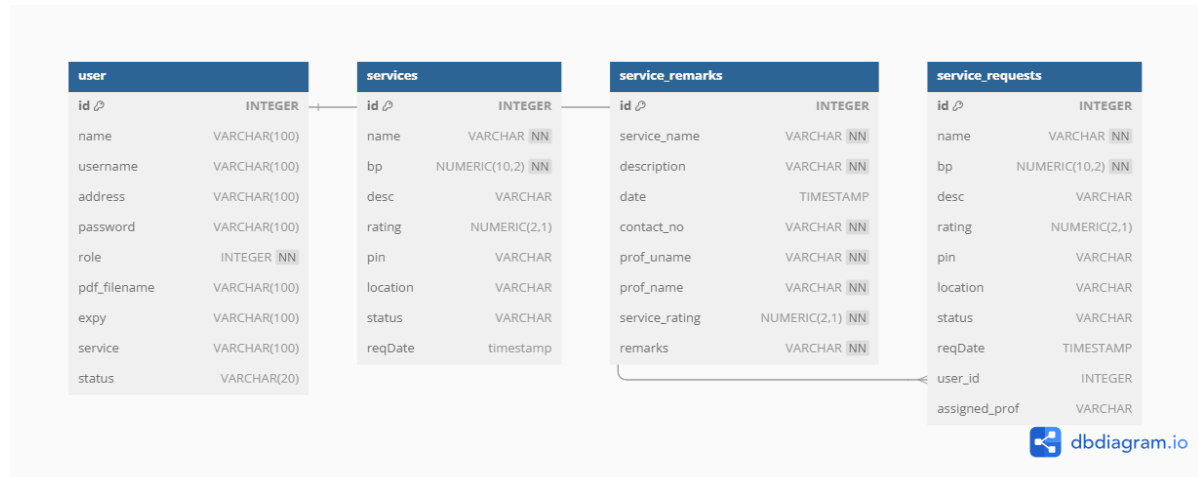 user
id INTEGER
name VARCHAR(100)
username VARCHAR(100)
address VARCHAR(100)
password VARCHAR(100)
role INTEGER NN
pdf_filename VARCHAR(100)
expy VARCHAR(100)
service VARCHAR(100)
status VARCHAR(20)
services
id INTEGER
name VARCHAR NN
bp NUMERIC(10,2) NN
desc VARCHAR
rating NUMERIC(2,1)
pin VARCHAR
location VARCHAR
status VARCHAR
reqDate timestamp
service_remarks
id INTEGER
service_name VARCHAR NN
description VARCHAR NN
date TIMESTAMP
contact_no VARCHAR NN
prof_uname VARCHAR NN
prof_name VARCHAR NN
service_rating NUMERIC(2,1) NN
remarks VARCHAR NN
service_requests
id INTEGER
name VARCHAR NN
bp NUMERIC(10,2) NN
desc VARCHAR
rating NUMERIC(2,1)
pin VARCHAR
location VARCHAR
status VARCHAR
reqDate TIMESTAMP
user_id INTEGER
assigned_prof VARCHAR
dbdiagram.io